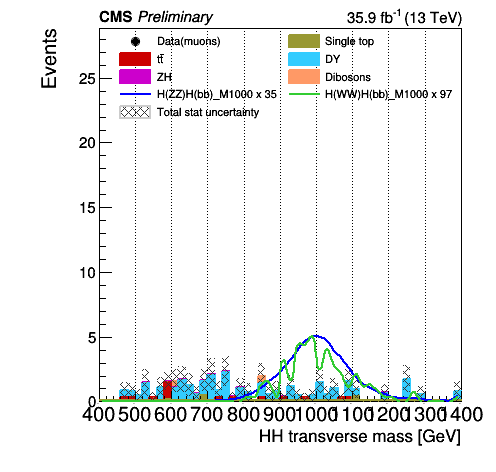 CMS Preliminary 35.9 fb⁻¹ (13 TeV)
Events
Data(muons) Single top
tt̄ DY
ZH Dibosons
H(ZZ)H(bb)_M1000 x 35 H(WW)H(bb)_M1000 x 97
Total stat uncertainty
25
20
15
10
5
0
400 500 600 700 800 900 1000 1100 1200 1300 1400
HH transverse mass [GeV]